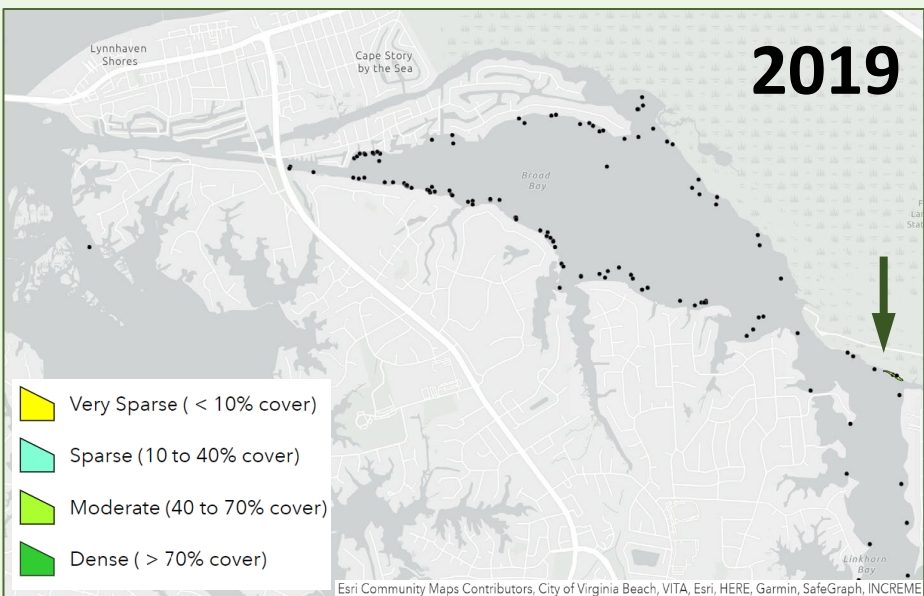 2019
Lynnhaven
Shores
Cape Story
by the Sea
Broad
Bay
Linkhorn
Bay
Very Sparse ( < 10% cover)
Sparse (10 to 40% cover)
Moderate (40 to 70% cover)
Dense ( > 70% cover)
Esri Community Maps Contributors, City of Virginia Beach, VITA, Esri, HERE, Garmin, SafeGraph, INCREME